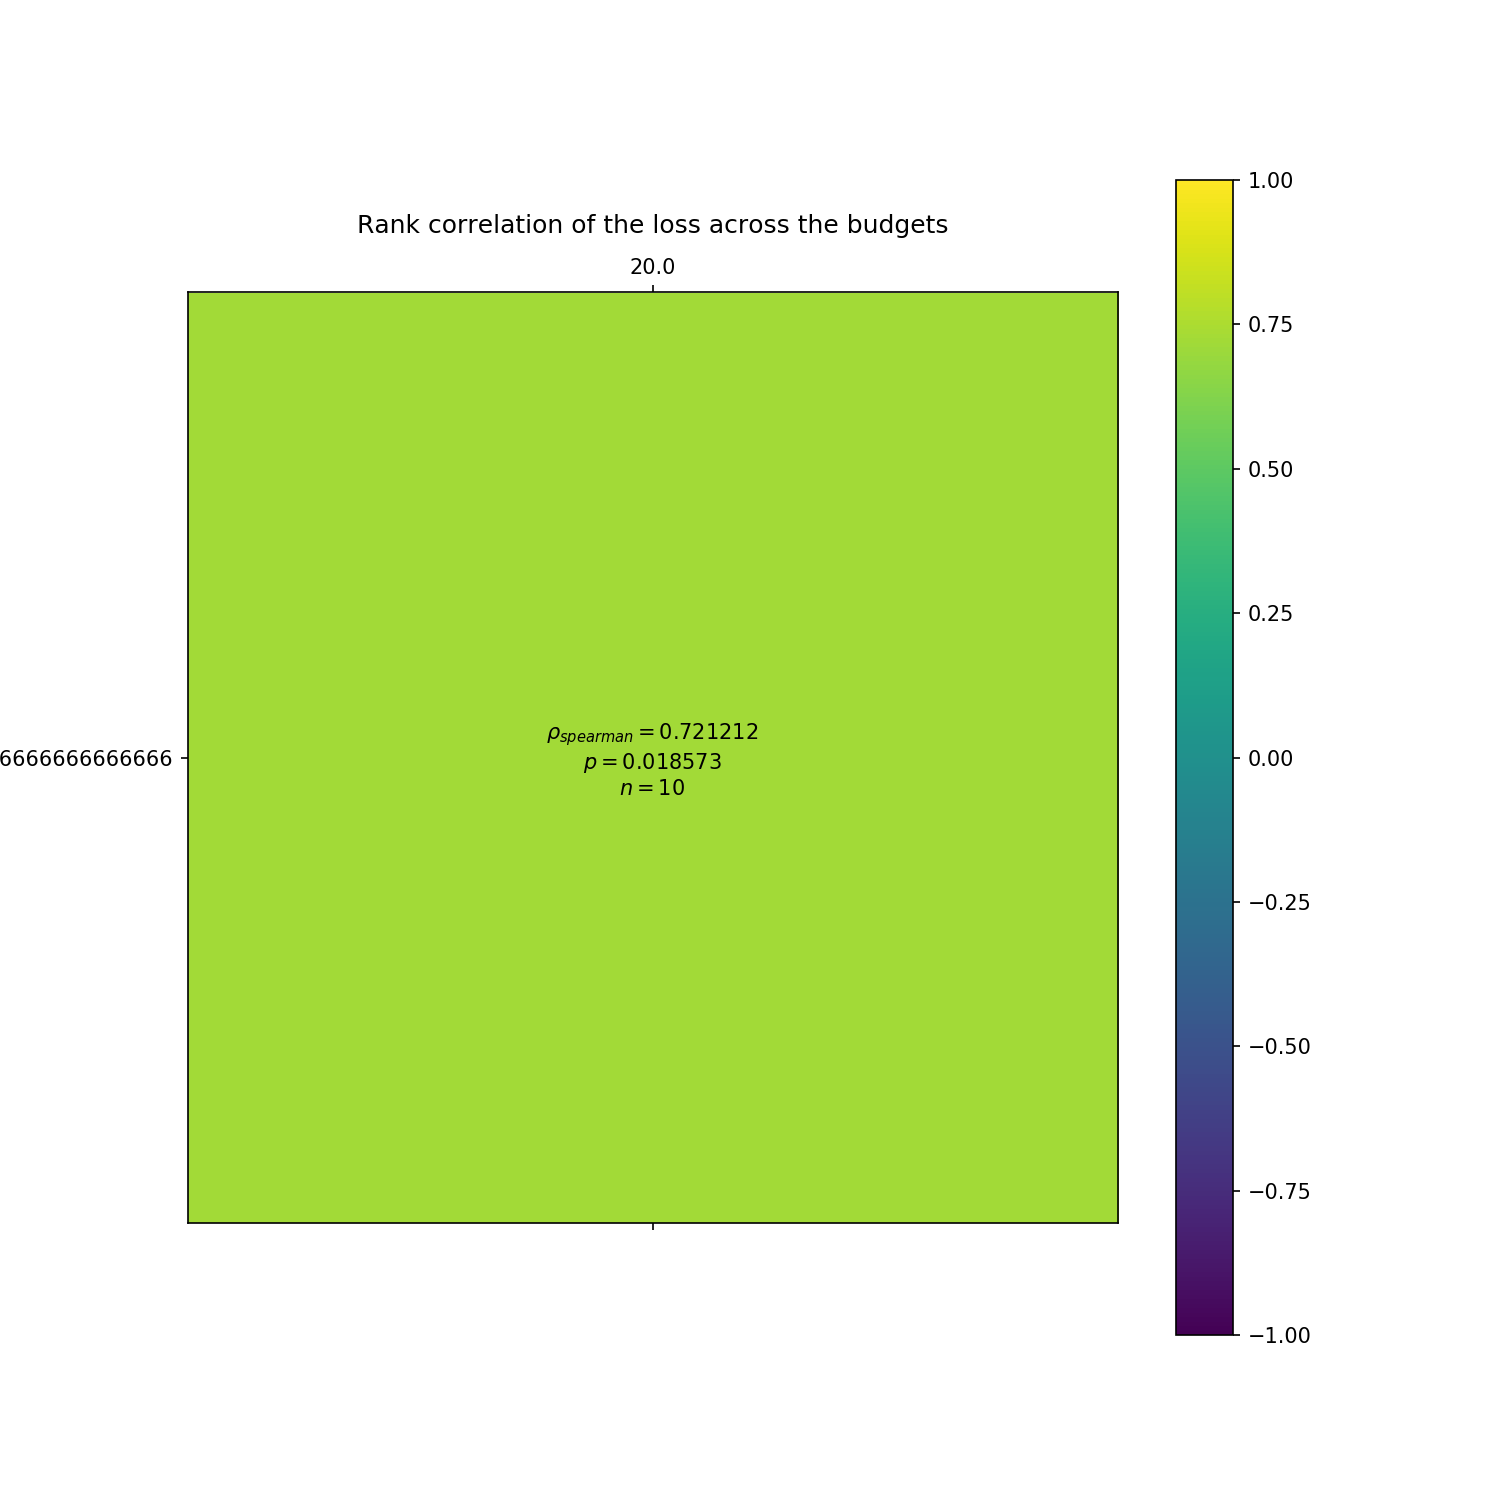 Rank correlation of the loss across the budgets
20.0
6666666666666
ρspearman = 0.721212
p = 0.018573
n = 10
1.00
0.75
0.50
0.25
0.00
−0.25
−0.50
−0.75
−1.00